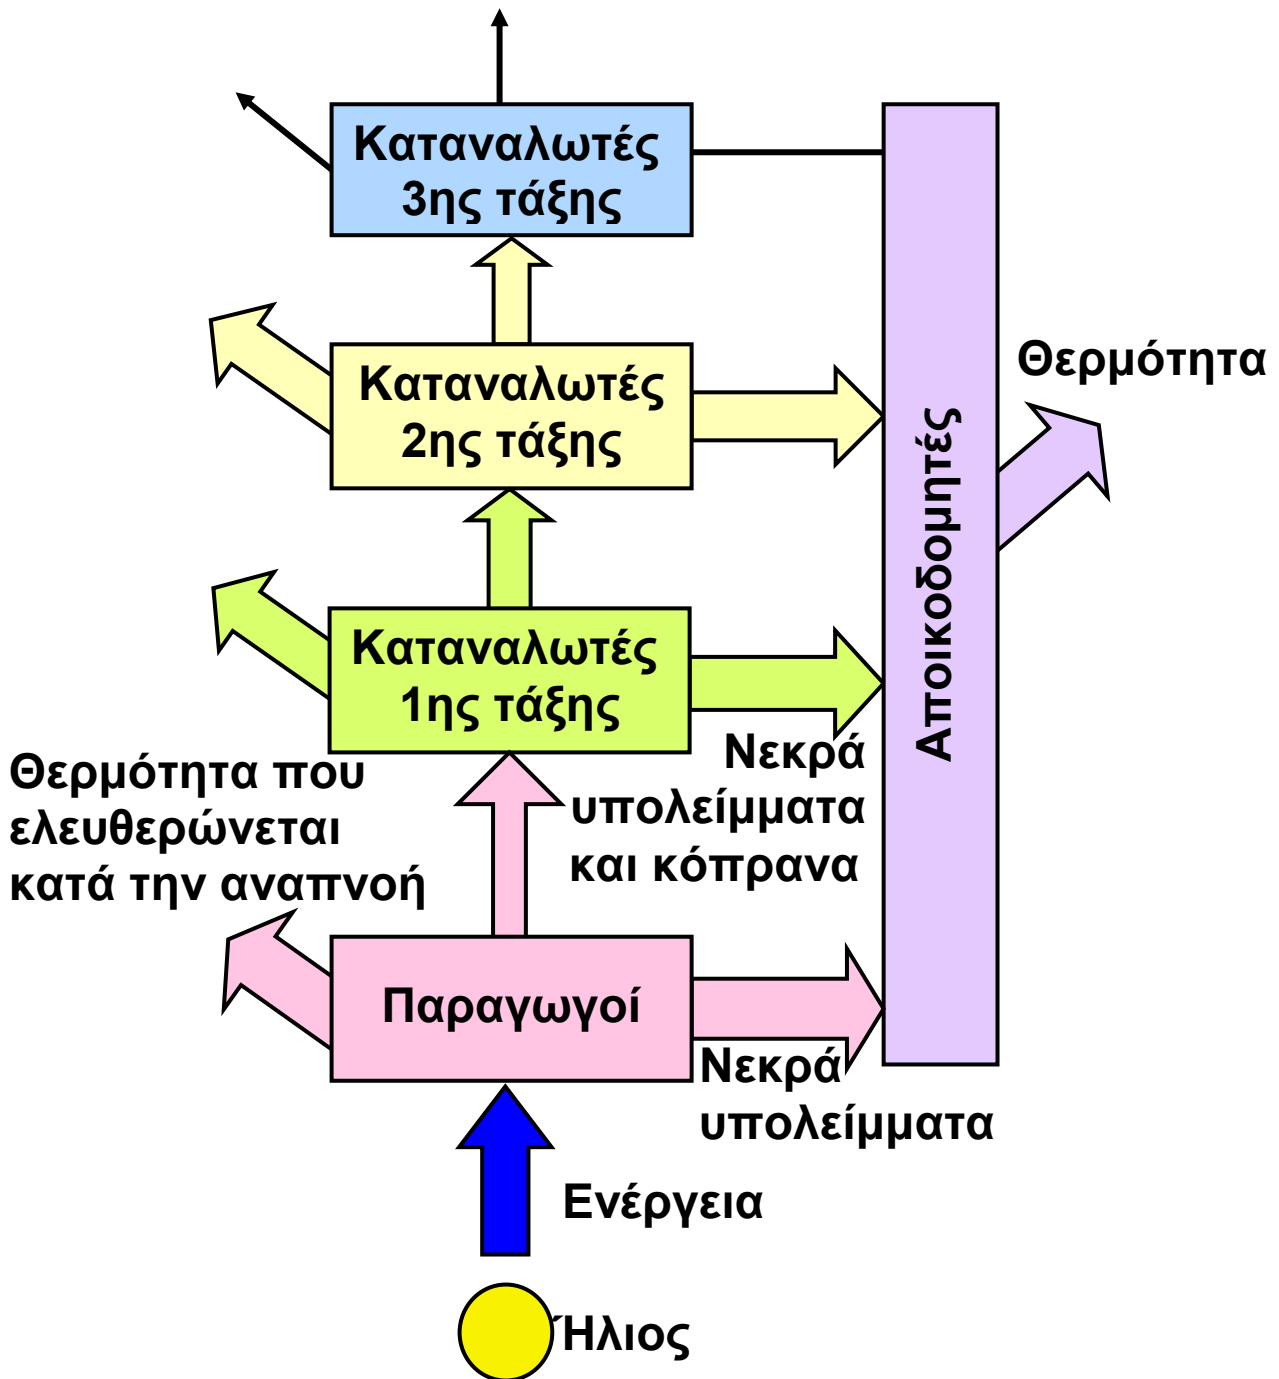 Καταναλωτές
3ης τάξης
Θερμότητα
Καταναλωτές
2ης τάξης
Αποικοδομητές
Καταναλωτές
1ης τάξης
Θερμότητα που
ελευθερώνεται
κατά την αναπνοή
Νεκρά
υπολείμματα
και κόπρανα
Παραγωγοί
Νεκρά
υπολείμματα
Ενέργεια
Ήλιος